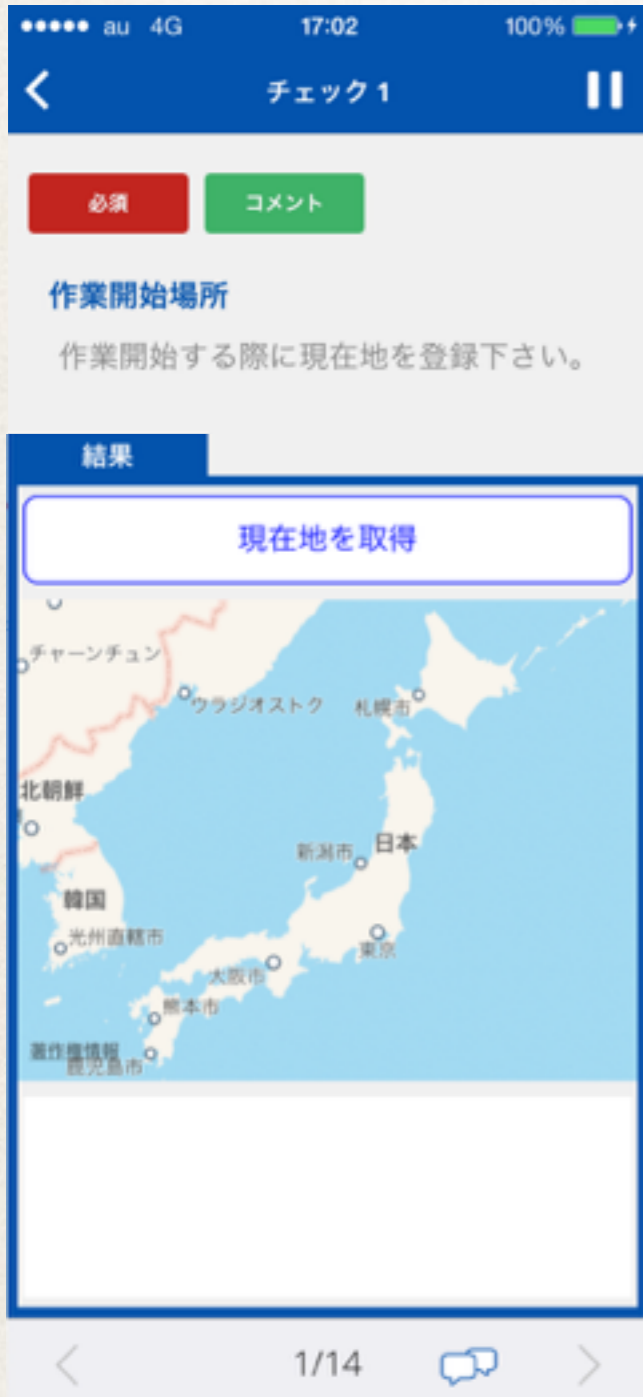 ●●●●● au 4G 17:02 100%
チェック 1
必須 コメント
作業開始場所
作業開始する際に現在地を登録下さい。
結果
現在地を取得
チャーンチュン
ウラジオストク 札幌市
北朝鮮
新潟市 日本
韓国
光州直轄市
東京
大阪市
熊本市
著作権情報
鹿児島市
1/14